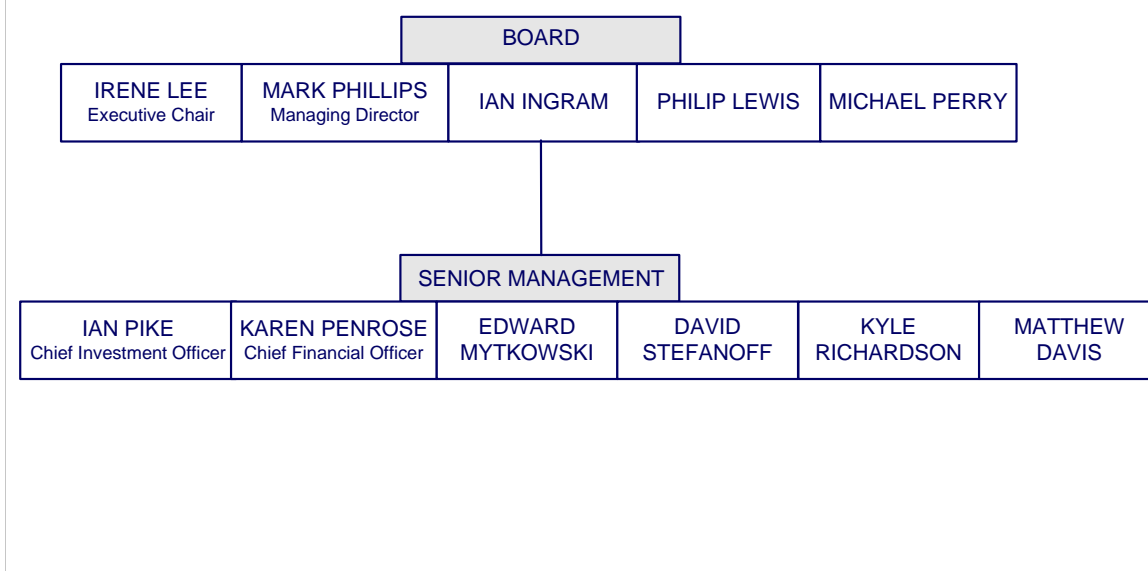 BOARD
IRENE LEE
Executive Chair
MARK PHILLIPS
Managing Director
IAN INGRAM
PHILIP LEWIS
MICHAEL PERRY
SENIOR MANAGEMENT
IAN PIKE
Chief Investment Officer
KAREN PENROSE
Chief Financial Officer
EDWARD
MYTKOWSKI
DAVID
STEFANOFF
KYLE
RICHARDSON
MATTHEW
DAVIS